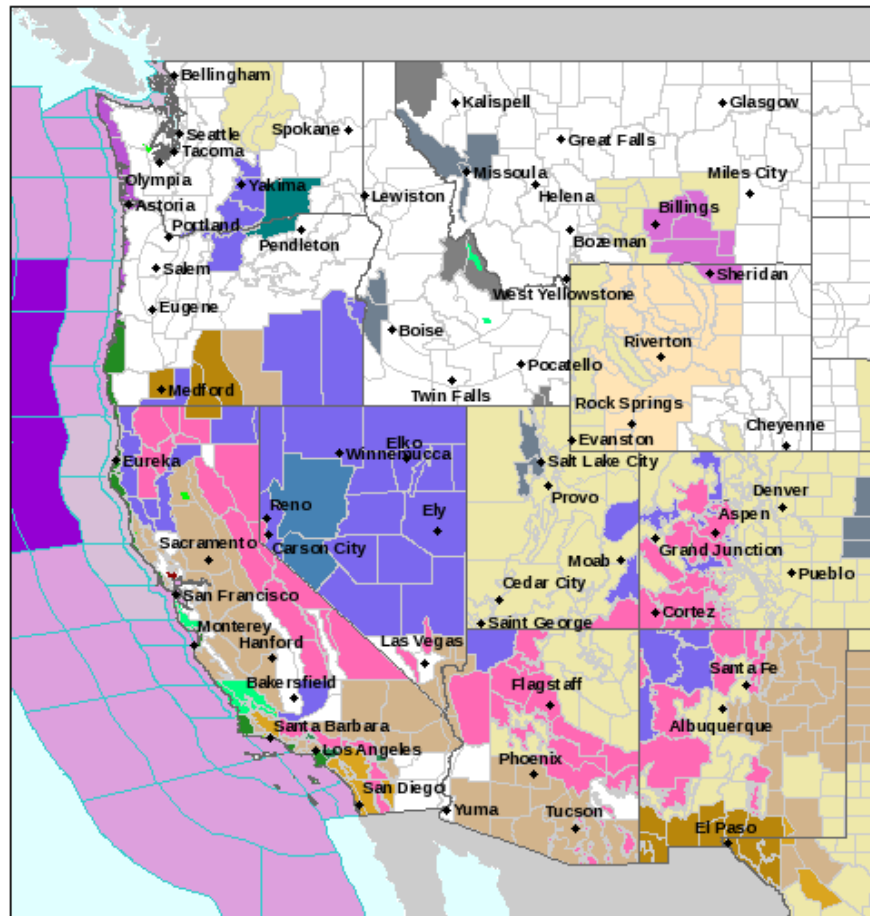 Bellingham
Kalispell
Glasgow
Spokane
Seattle
Great Falls
Tacoma
Missoula
Miles City
Olympia
Yakima
Lewiston
Helena
Astoria
Billings
Portland
Pendleton
Bozeman
Salem
Sheridan
West Yellowstone
Eugene
Boise
Riverton
Pocatello
Medford
Twin Falls
Rock Springs
Cheyenne
Elko
Evanston
Eureka
Winnemucca
Salt Lake City
Provo
Denver
Reno
Ely
Aspen
Sacramento
Carson City
Grand Junction
Moab
Pueblo
Cedar City
San Francisco
Cortez
Monterey
Saint George
Hanford
Las Vegas
Santa Fe
Bakersfield
Flagstaff
Albuquerque
Santa Barbara
Los Angeles
Phoenix
San Diego
Yuma
Tucson
El Paso